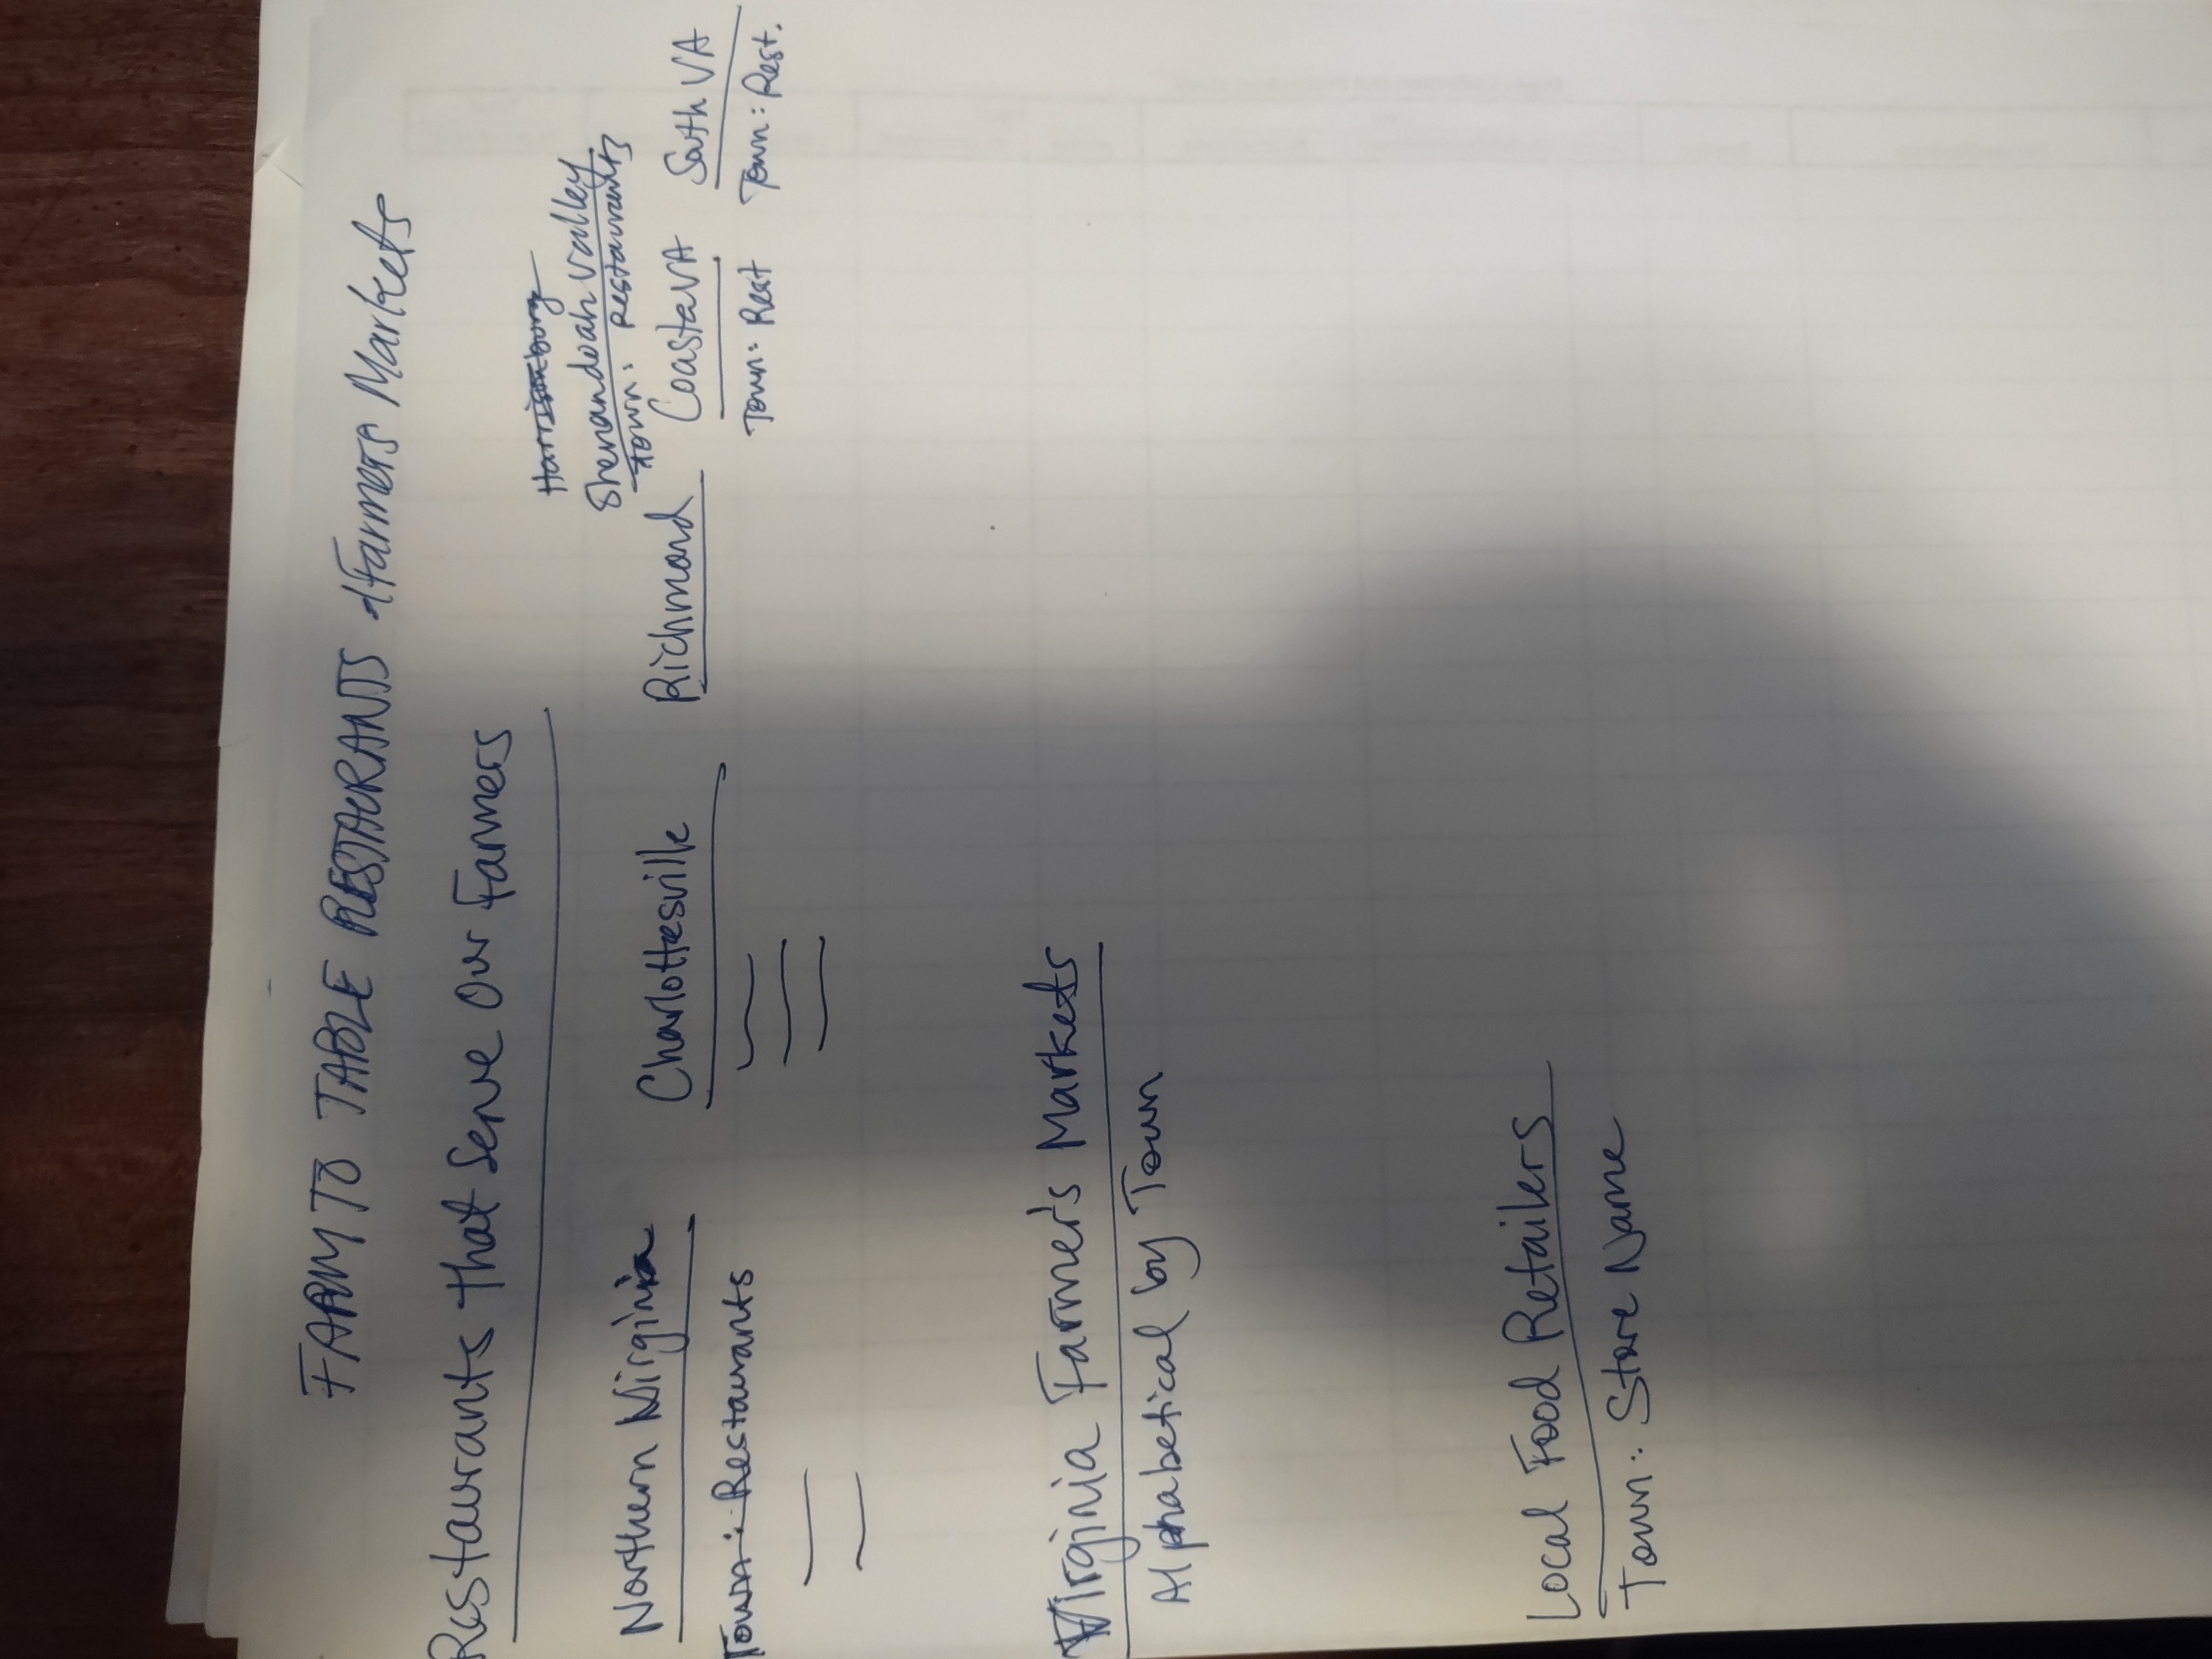 FARM TO TABLE RESTAURANTS + Farmers Markets
Restaurants that Serve Our Farmers
Harrisonburg
Shenandoah Valley
Town: Restaurants
Northern Virginia
Charlottesville
Richmond
Coastal VA
South VA
Town: Restaurants
Town: Rest
Town: Rest.
Virginia Farmer's Markets
Alphabetical by Town
Local Food Retailers
Town: Store Name